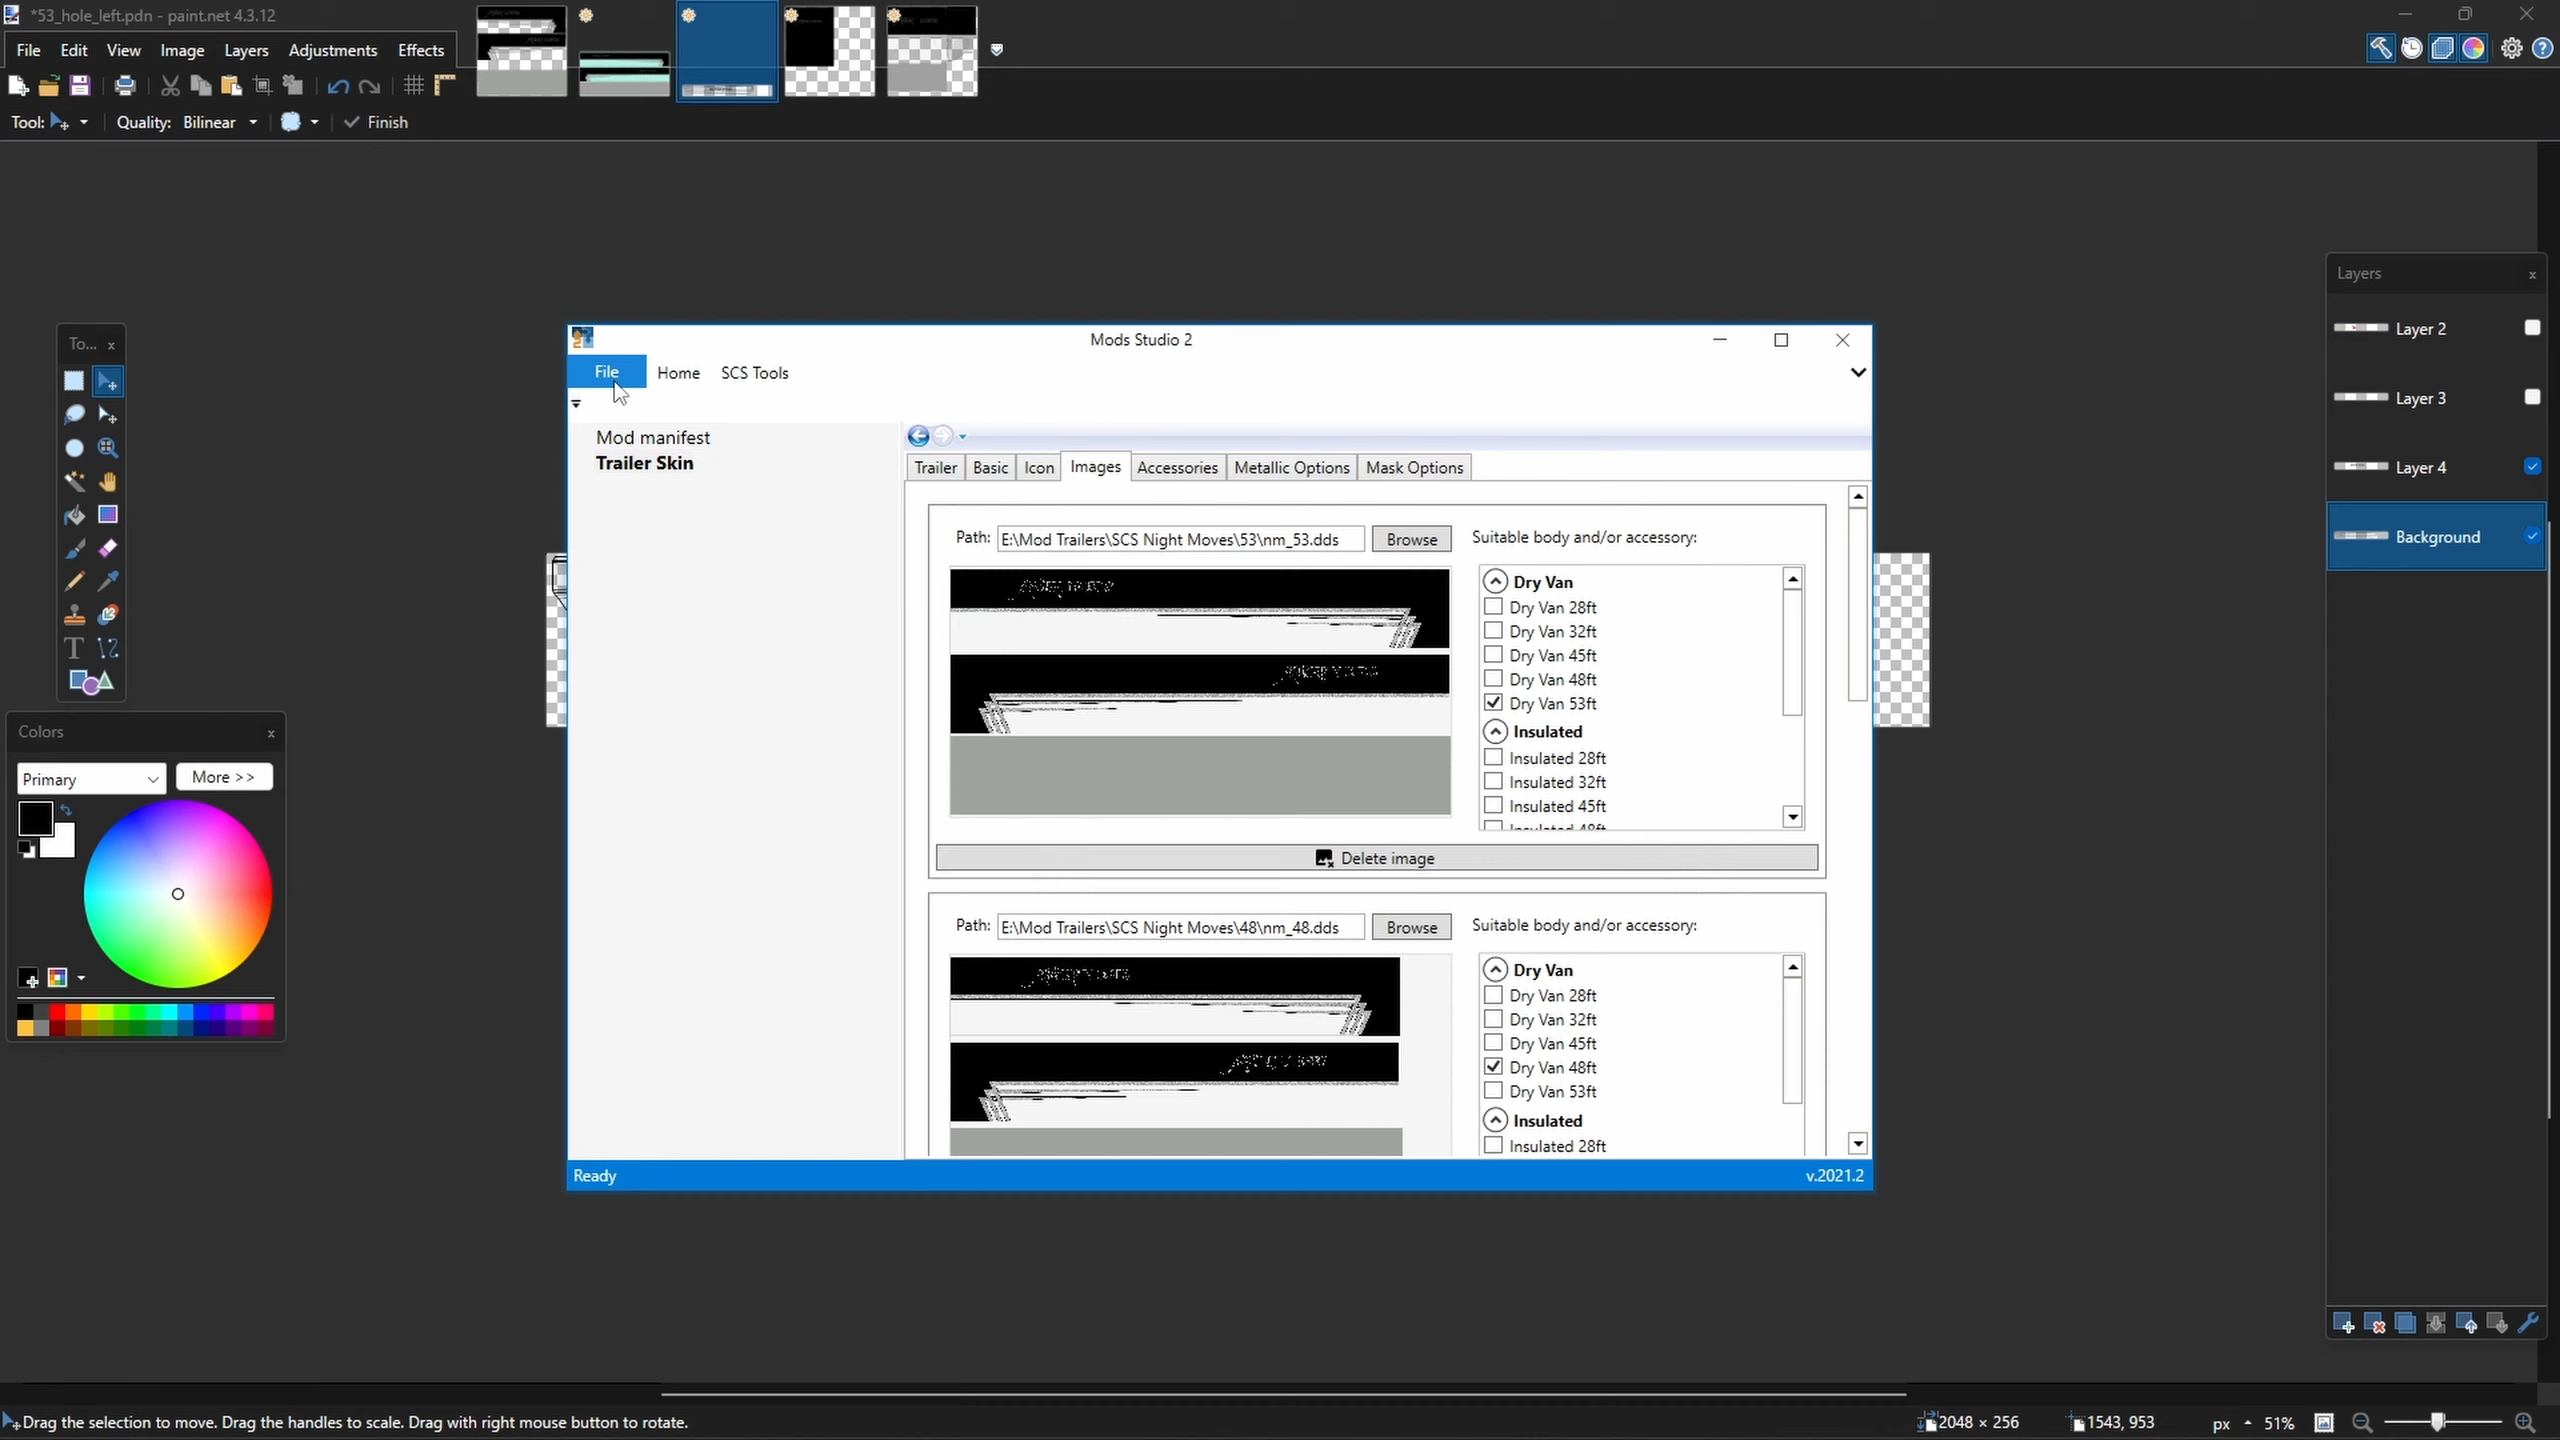 *53_hole_left.pdn - paint.net 4.3.12
File Edit View Image Layers Adjustments Effects
Tool: Quality: Bilinear Finish
To... x
Colors x
Primary More >>
Mods Studio 2
File Home SCS Tools
Mod manifest
Trailer Skin
Trailer Basic Icon Images Accessories Metallic Options Mask Options
Path: E:\Mod Trailers\SCS Night Moves\53\nm_53.dds Browse Suitable body and/or accessory:
Dry Van
Dry Van 28ft
Dry Van 32ft
Dry Van 45ft
Dry Van 48ft
Dry Van 53ft
Insulated
Insulated 28ft
Insulated 32ft
Insulated 45ft
Insulated 48ft
Delete image
Path: E:\Mod Trailers\SCS Night Moves\48\nm_48.dds Browse Suitable body and/or accessory:
Dry Van
Dry Van 28ft
Dry Van 32ft
Dry Van 45ft
Dry Van 48ft
Dry Van 53ft
Insulated
Insulated 28ft
Ready v.2021.2
Layers x
Layer 2
Layer 3
Layer 4
Background
Drag the selection to move. Drag the handles to scale. Drag with right mouse button to rotate. 2048 × 256 1543, 953 px 51%